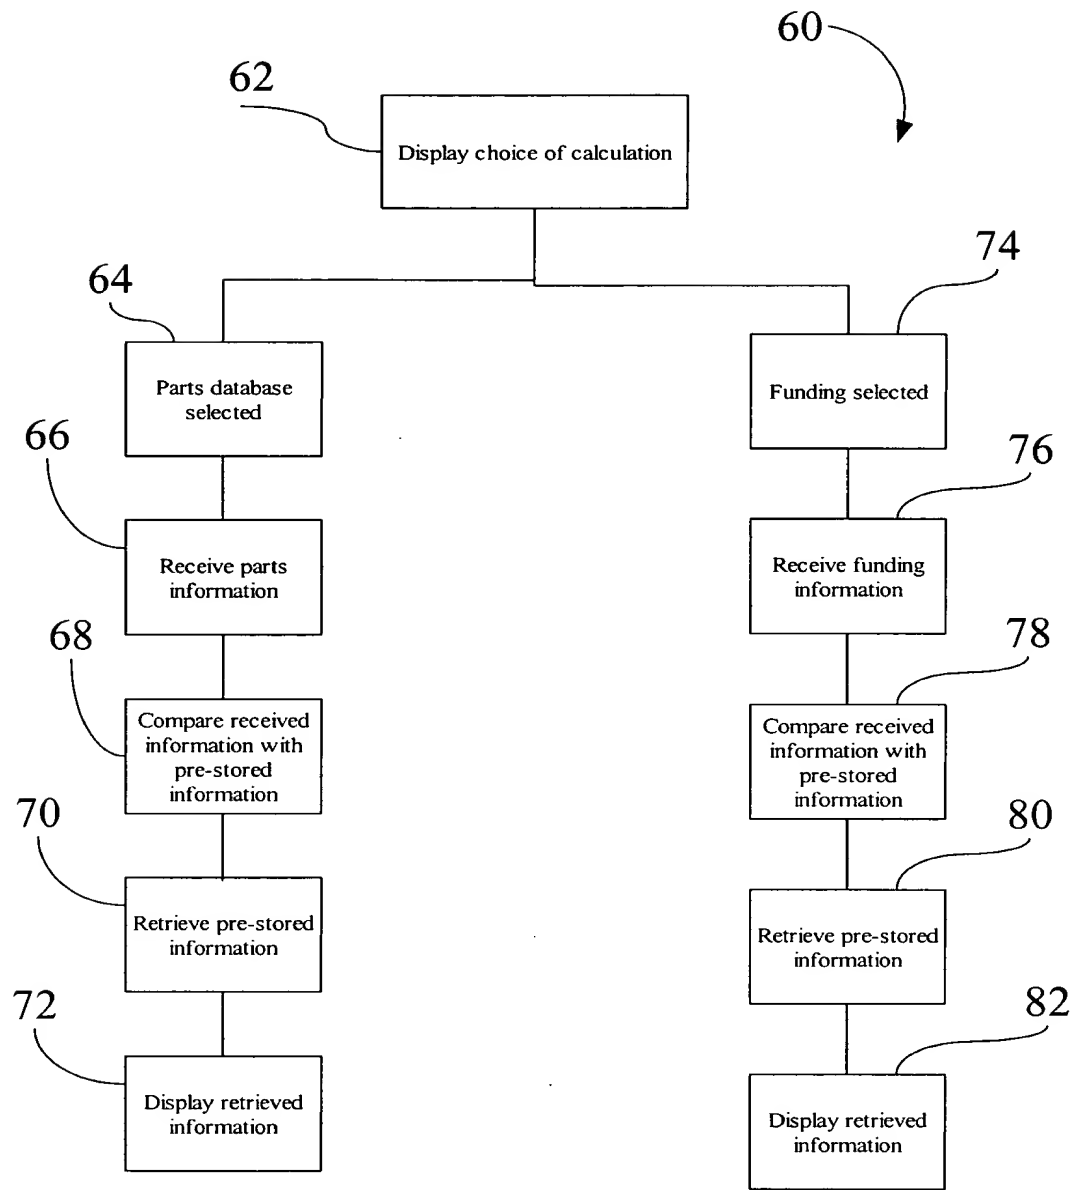 60
62
Display choice of calculation
64
Parts database
selected
66
Receive parts
information
68
Compare received
information with
pre-stored
information
70
Retrieve pre-stored
information
72
Display retrieved
information
74
Funding selected
76
Receive funding
information
78
Compare received
information with
pre-stored
information
80
Retrieve pre-stored
information
82
Display retrieved
information